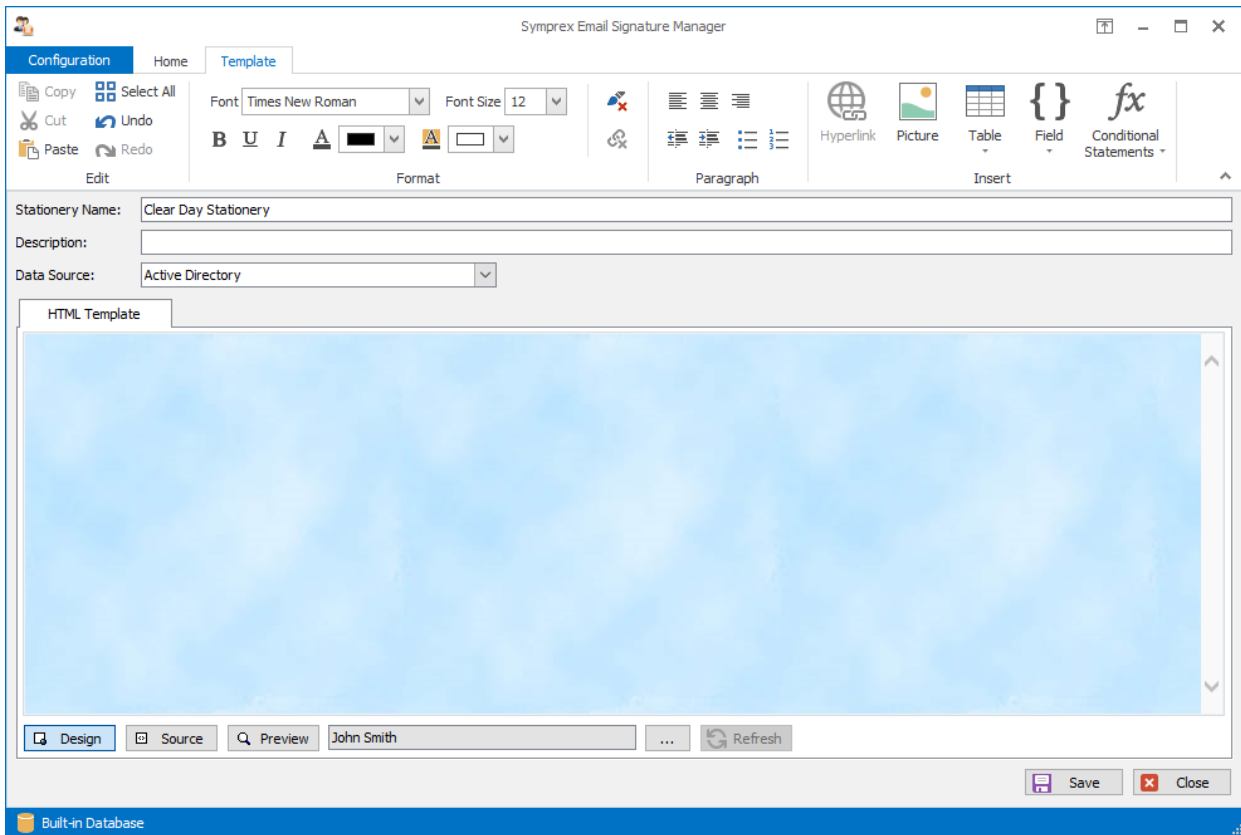 Symprex Email Signature Manager
Configuration Home Template
Copy Select All
Cut Undo
Paste Redo
Edit
Font Times New Roman Font Size 12
B U I A A
Format
Paragraph
Hyperlink Picture Table { } Field fx Conditional Statements
Insert
Stationery Name: Clear Day Stationery
Description:
Data Source: Active Directory
HTML Template
Design Source Preview John Smith ... Refresh
Save Close
Built-in Database